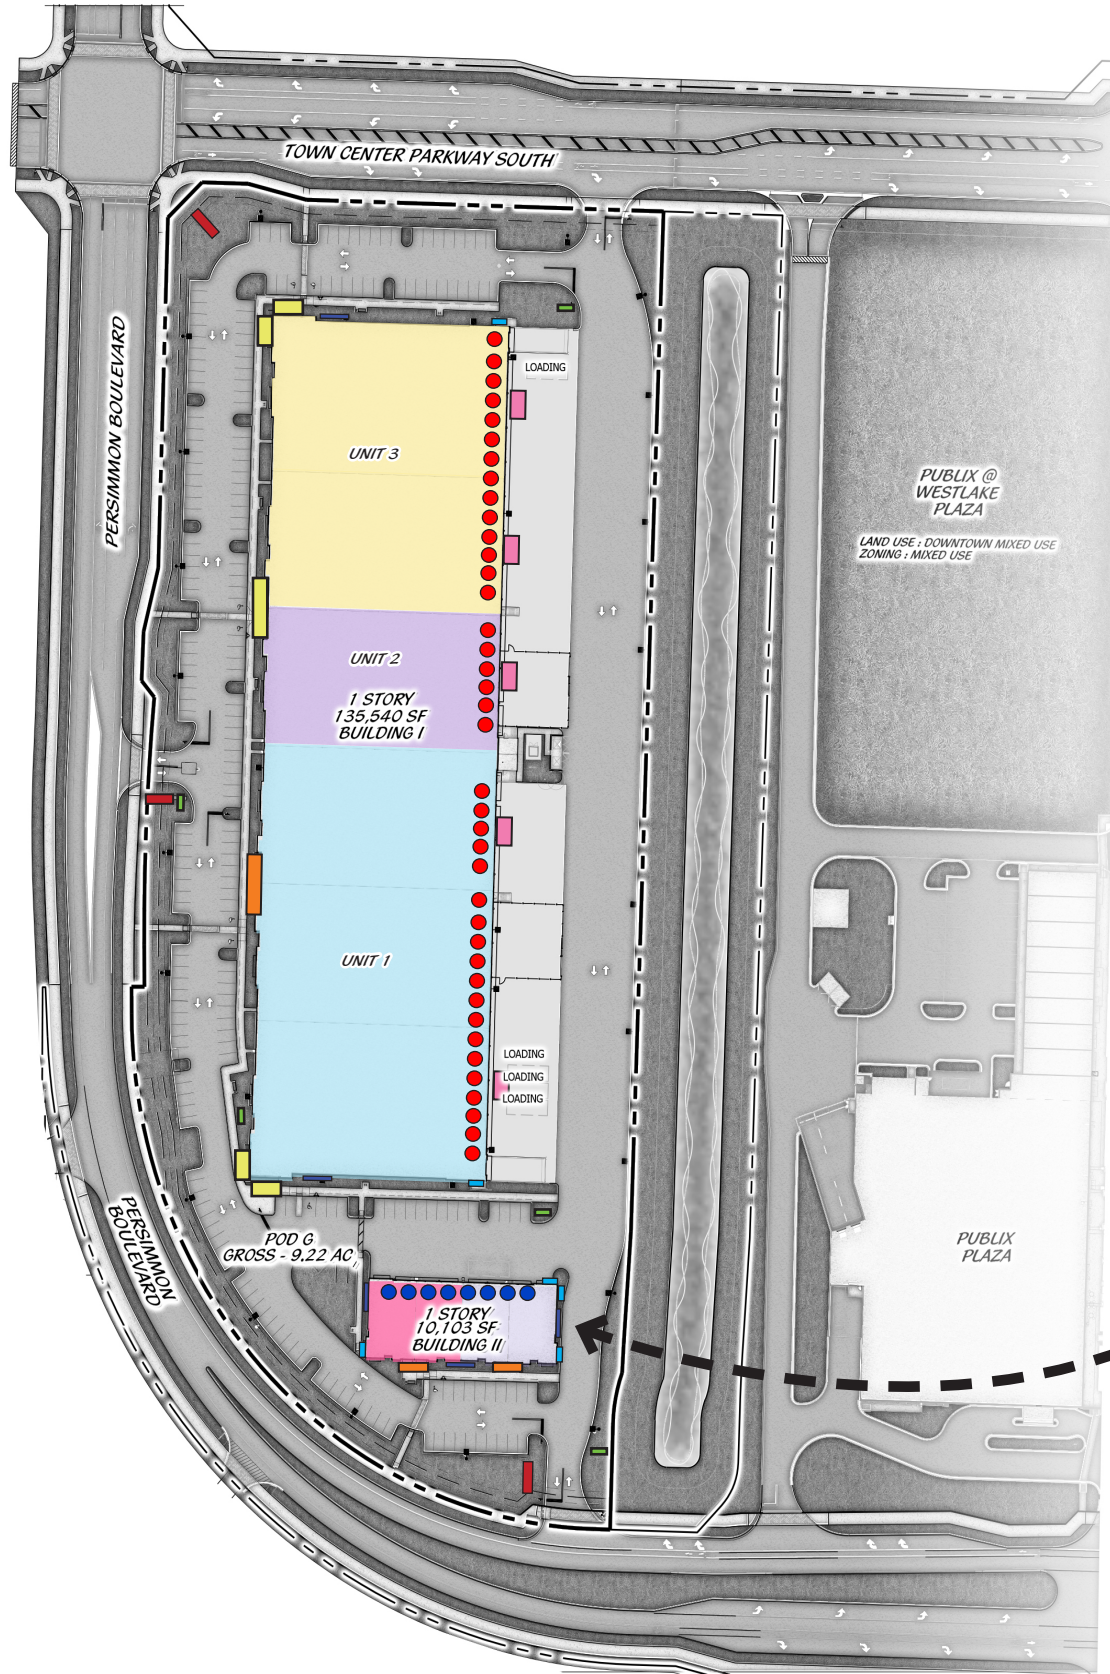 TOWN CENTER PARKWAY SOUTH
PERSIMMON BOULEVARD
LOADING
UNIT 3
PUBLIX @
WESTLAKE
PLAZA
LAND USE : DOWNTOWN MIXED USE
ZONING : MIXED USE
UNIT 2
1 STORY
135,540 SF
BUILDING I
UNIT 1
LOADING
LOADING
LOADING
PERSIMMON
BOULEVARD
POD G
GROSS - 9.22 AC
PUBLIX
PLAZA
1 STORY
10,103 SF
BUILDING II